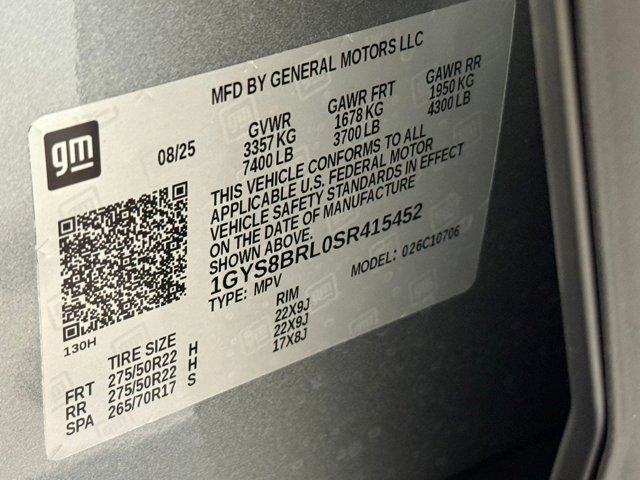 MFD BY GENERAL MOTORS LLC
gm
08/25
GVWR
3357 KG
7400 LB
GAWR FRT
1678 KG
3700 LB
GAWR RR
1950 KG
4300 LB
THIS VEHICLE CONFORMS TO ALL
APPLICABLE U.S. FEDERAL MOTOR
VEHICLE SAFETY STANDARDS IN EFFECT
ON THE DATE OF MANUFACTURE
SHOWN ABOVE.
1GYS8BRL0SR415452
TYPE: MPV
MODEL: 026C10706
130H
TIRE SIZE RIM
FRT 275/50R22 H 22X9J
RR 275/50R22 H 22X9J
SPA 265/70R17 S 17X8J